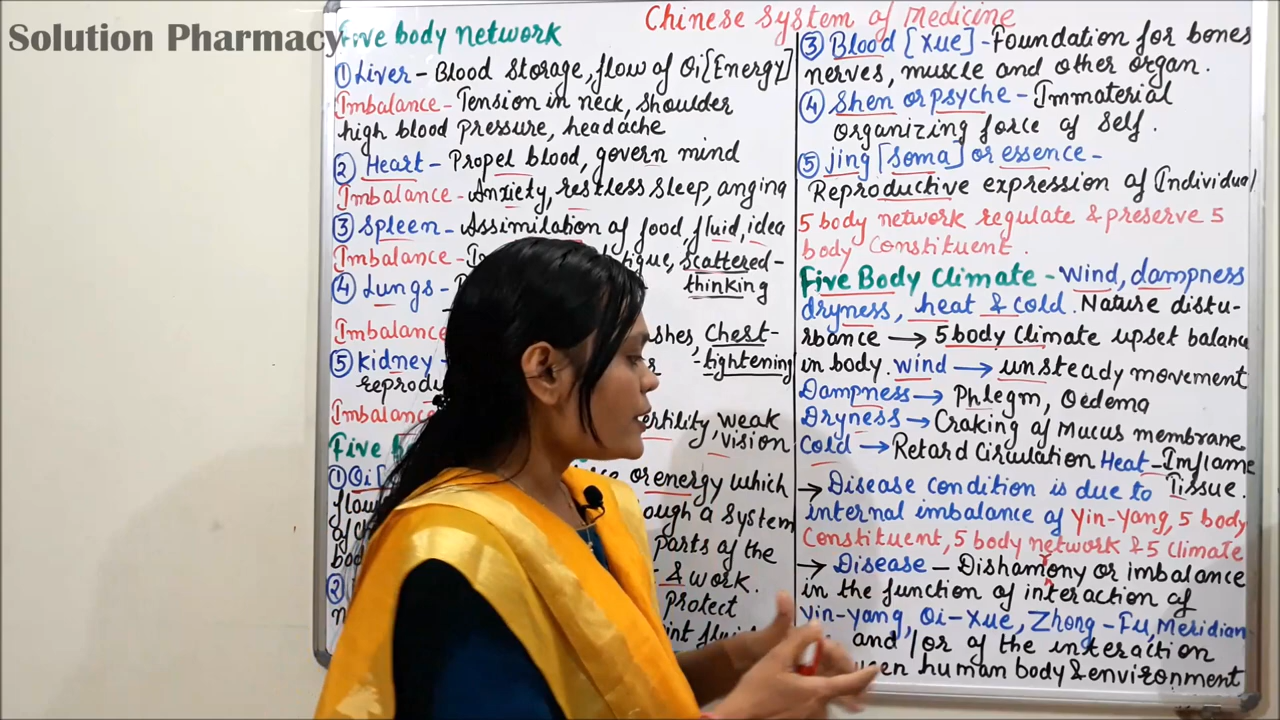 Solution Pharmacy
Chinese System of Medicine
Five body network
① Liver - Blood storage, flow of Qi [Energy]
Imbalance - Tension in neck, shoulder
high blood pressure, headache
② Heart - Propel blood, govern mind
Imbalance - Anxiety, restless sleep, angina
③ Spleen - Assimilation of food, fluid, idea
Imbalance - scattered-
thinking
④ Lungs -
Imbalance Chest-
-tightening
⑤ Kidney -
Imbalance weak
vision
Five
① Qi or energy which
through a system
parts of the
& work.
② protect
③ Blood [Xue] - Foundation for bones
nerves, muscle and other organ.
④ Shen or psyche - Immaterial
organizing force of self.
⑤ jing [soma] or essence -
Reproductive expression of Individual
5 body network regulate & preserve 5
body Constituent.
Five Body Climate - Wind, dampness
dryness, heat & cold. Nature distu-
rbance → 5 body climate upset balance
in body. wind → unsteady movement
Dampness → Phlegm, Oedema
Dryness → Craking of Mucus membrane
Cold → Retard Circulation Heat - Imflame
Tissue.
→ Disease condition is due to
internal imbalance of Yin-Yang, 5 body
Constituent, 5 body network & 5 climate
→ Disease - Dishamony or imbalance
r
in the function of interaction of
Yin-yang, Qi-Xue, Zhong-Fu, Meridian
and/or of the interaction
human body & environment